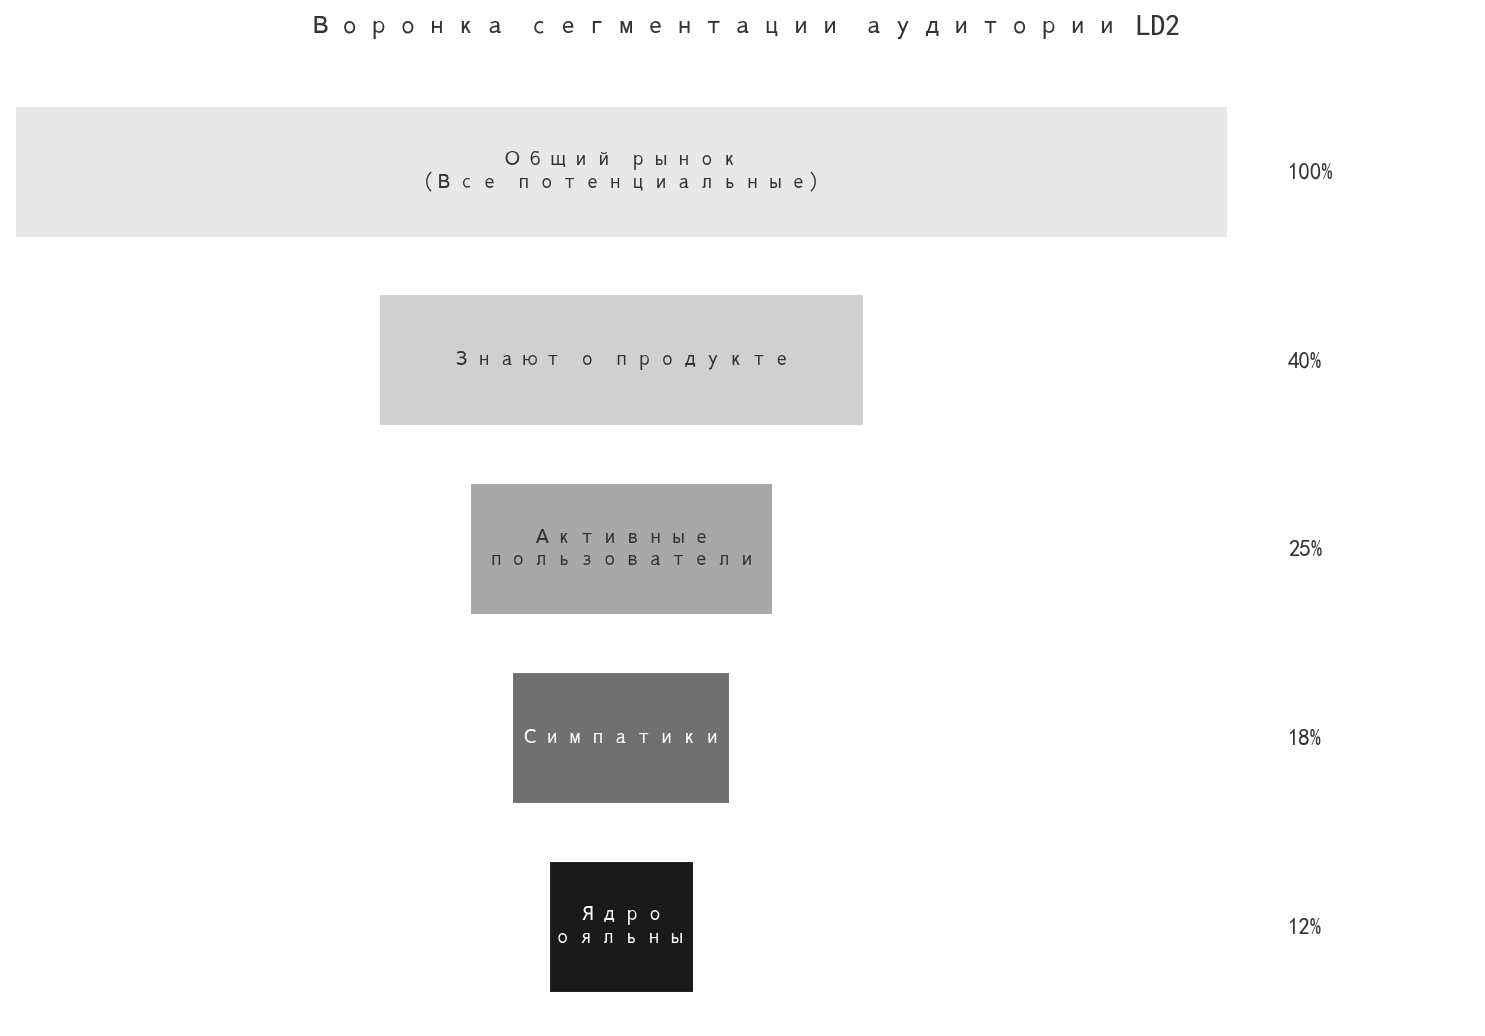 Воронка сегментации аудитории LD2
Общий рынок
(Все потенциальные)
100%
Знают о продукте
40%
Активные
пользователи
25%
Симпатики
18%
Ядро
ояльны
12%